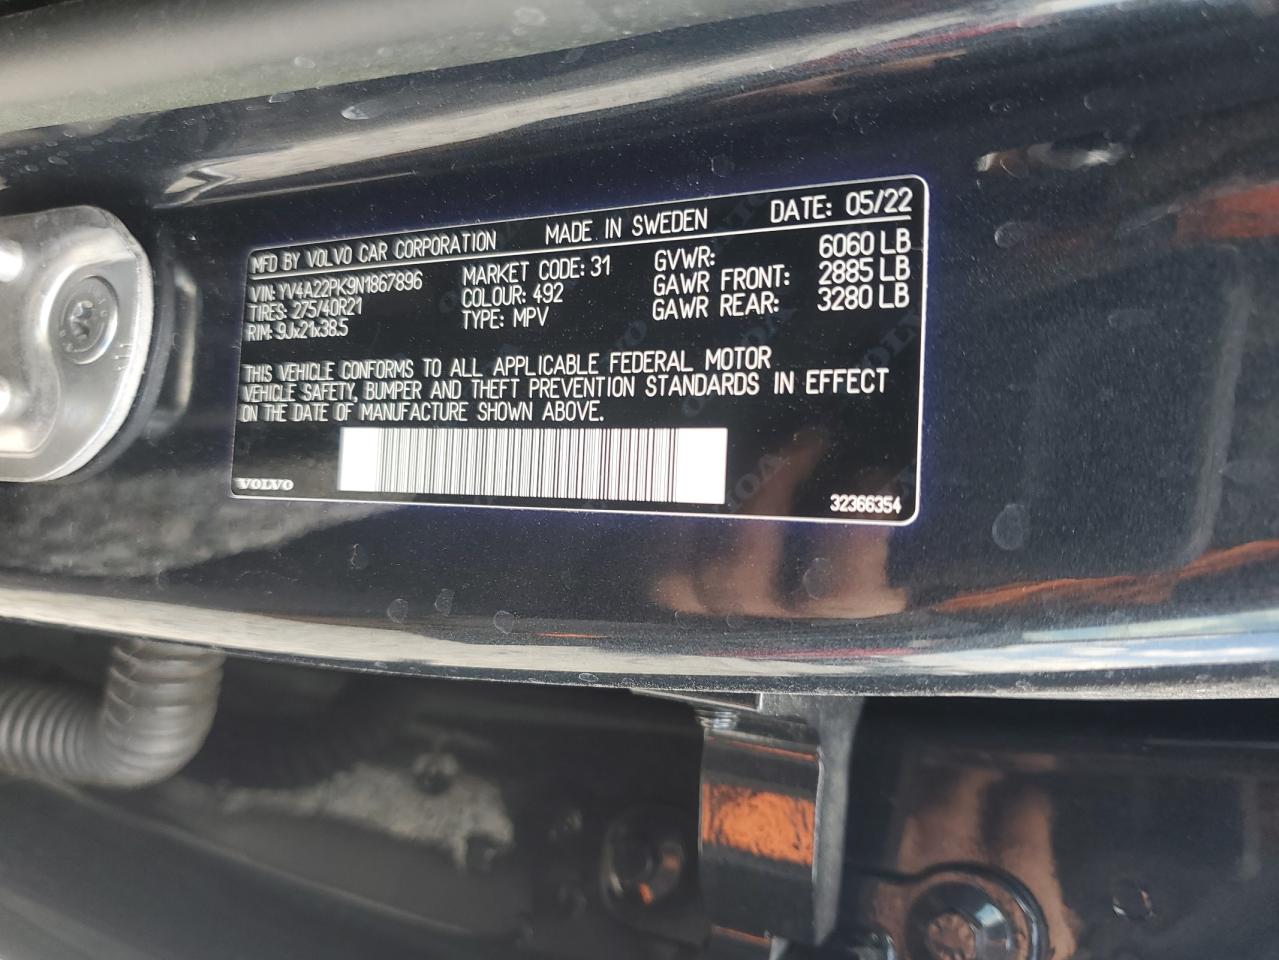 MFD BY VOLVO CAR CORPORATION MADE IN SWEDEN DATE: 05/22
VIN: YV4A22PK9N1867896 MARKET CODE: 31 GVWR: 6060 LB
TIRES: 275/40R21 COLOUR: 492 GAWR FRONT: 2885 LB
RIM: 9Jx21x38.5 TYPE: MPV GAWR REAR: 3280 LB
THIS VEHICLE CONFORMS TO ALL APPLICABLE FEDERAL MOTOR
VEHICLE SAFETY, BUMPER AND THEFT PREVENTION STANDARDS IN EFFECT
ON THE DATE OF MANUFACTURE SHOWN ABOVE.
VOLVO 32366354